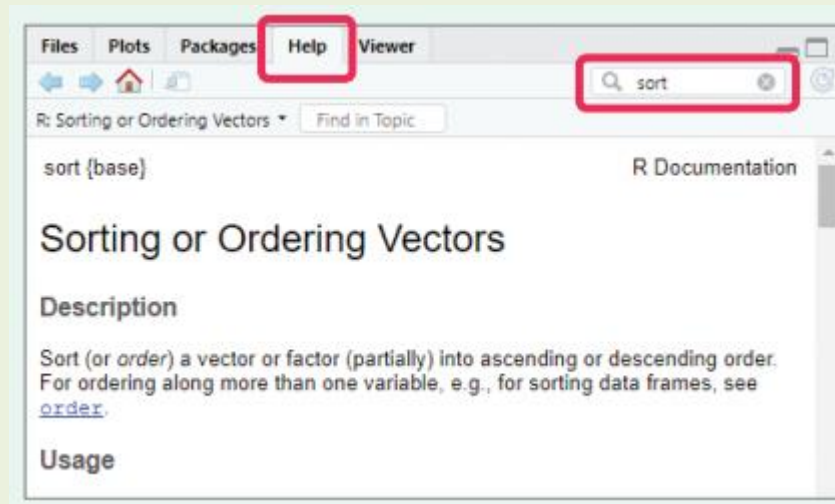 Files Plots Packages Help Viewer
sort
R: Sorting or Ordering Vectors Find in Topic
sort {base} R Documentation
Sorting or Ordering Vectors
Description
Sort (or order) a vector or factor (partially) into ascending or descending order.
For ordering along more than one variable, e.g., for sorting data frames, see
order.
Usage